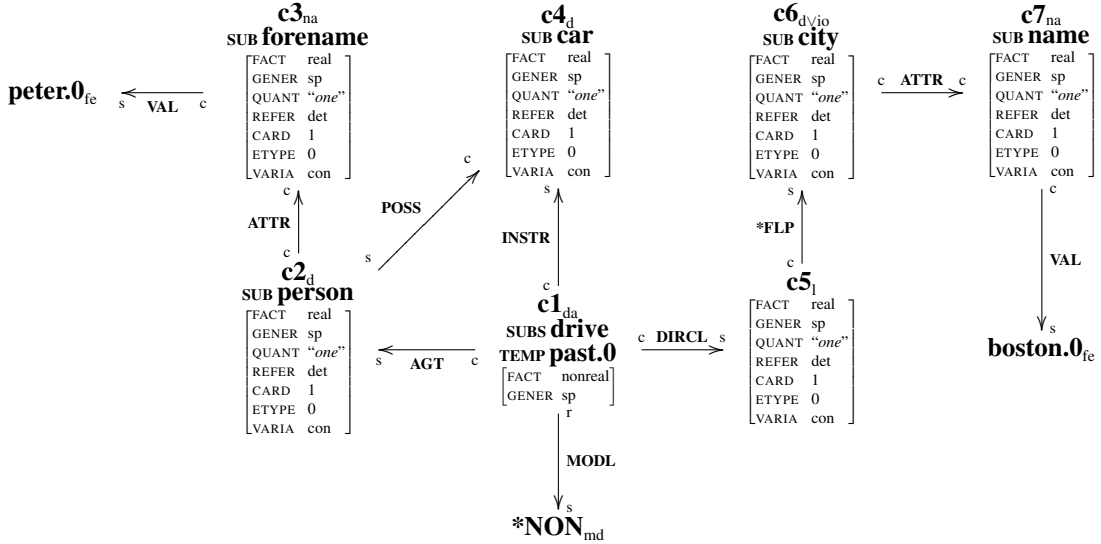 c3na
SUB forename
FACT real
GENER sp
QUANT “one”
REFER det
CARD 1
ETYPE 0
VARIA con
c4d
SUB car
FACT real
GENER sp
QUANT “one”
REFER det
CARD 1
ETYPE 0
VARIA con
c6d∨io
SUB city
FACT real
GENER sp
QUANT “one”
REFER det
CARD 1
ETYPE 0
VARIA con
c7na
SUB name
FACT real
GENER sp
QUANT “one”
REFER det
CARD 1
ETYPE 0
VARIA con
peter.0fe
s VAL c
c ATTR c
c
ATTR
c
c
POSS
s
s
INSTR
c
s
*FLP
c
c
VAL
s
c2d
SUB person
FACT real
GENER sp
QUANT “one”
REFER det
CARD 1
ETYPE 0
VARIA con
s AGT c
c1da
SUBS drive
TEMP past.0
FACT nonreal
GENER sp
c DIRCL s
c5l
FACT real
GENER sp
QUANT “one”
REFER det
CARD 1
ETYPE 0
VARIA con
boston.0fe
r
MODL
s
*NONmd